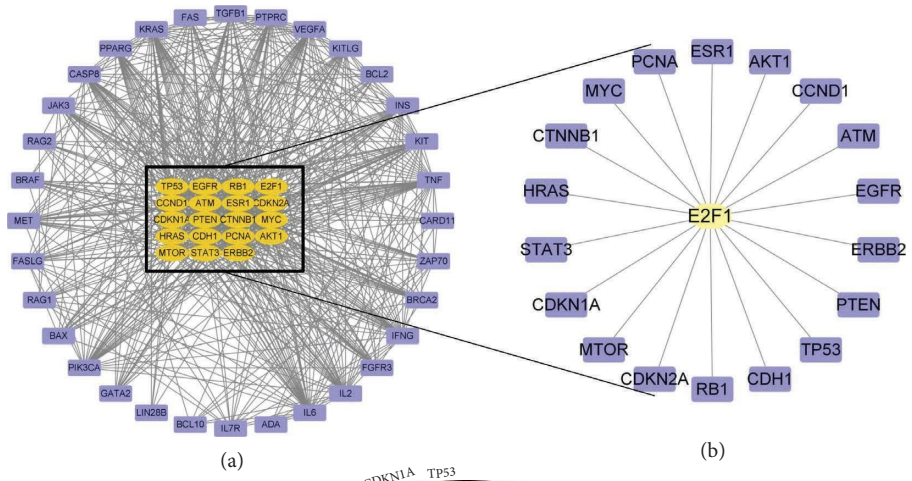 TGFB1
FAS
PTPRC
KRAS
VEGFA
PPARG
KITLG
CASP8
BCL2
JAK3
INS
RAG2
KIT
BRAF
TNF
MET
CARD11
FASLG
ZAP70
RAG1
BRCA2
BAX
IFNG
PIK3CA
FGFR3
GATA2
IL2
LIN28B
IL6
BCL10
IL7R
ADA
TP53 EGFR RB1 E2F1
CCND1 ATM ESR1 CDKN2A
CDKN1A PTEN CTNNB1 MYC
HRAS CDH1 PCNA AKT1
MTOR STAT3 ERBB2
(a)
ESR1
PCNA
AKT1
MYC
CCND1
CTNNB1
ATM
HRAS
EGFR
E2F1
STAT3
ERBB2
CDKN1A
PTEN
MTOR
TP53
CDKN2A
RB1
CDH1
(b)
CDKN1A TP53